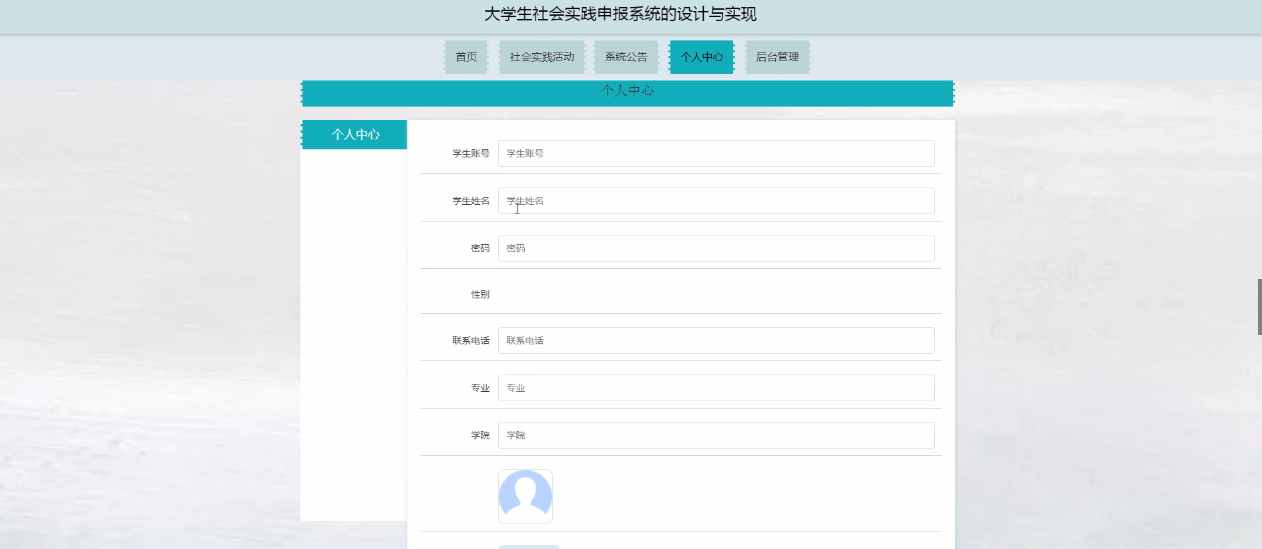 大学生社会实践申报系统的设计与实现
首页 社会实践活动 系统公告 个人中心 后台管理
个人中心
个人中心
学生账号 学生账号
学生姓名 学生姓名
密码 密码
性别
联系电话 联系电话
专业 专业
学院 学院